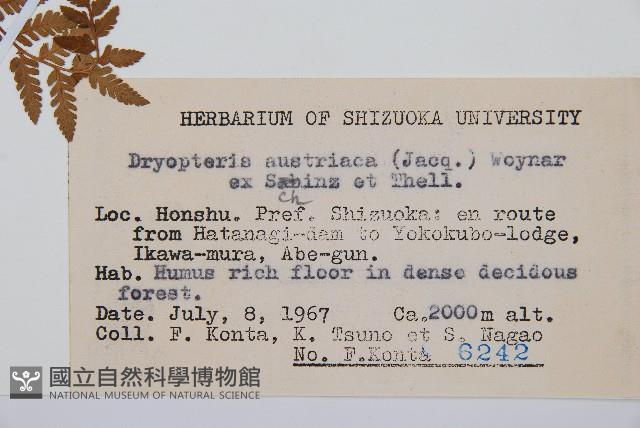 HERBARIUM OF SHIZUOKA UNIVERSITY
Dryopteris austriaca (Jacq.) Woynar
ex Sabinz et Thell.
ch
Loc. Honshu. Pref. Shizuoka: en route
from Hatanagi-dam to Yokokubo-lodge,
Ikawa-mura, Abe-gun.
Hab. Humus rich floor in dense decidous
forest.
Date. July, 8, 1967 Ca.2000m alt.
Coll. F. Konta, K. Tsuno et S. Nagao
No. F.Konta 6242
國立自然科學博物館
NATIONAL MUSEUM OF NATURAL SCIENCE